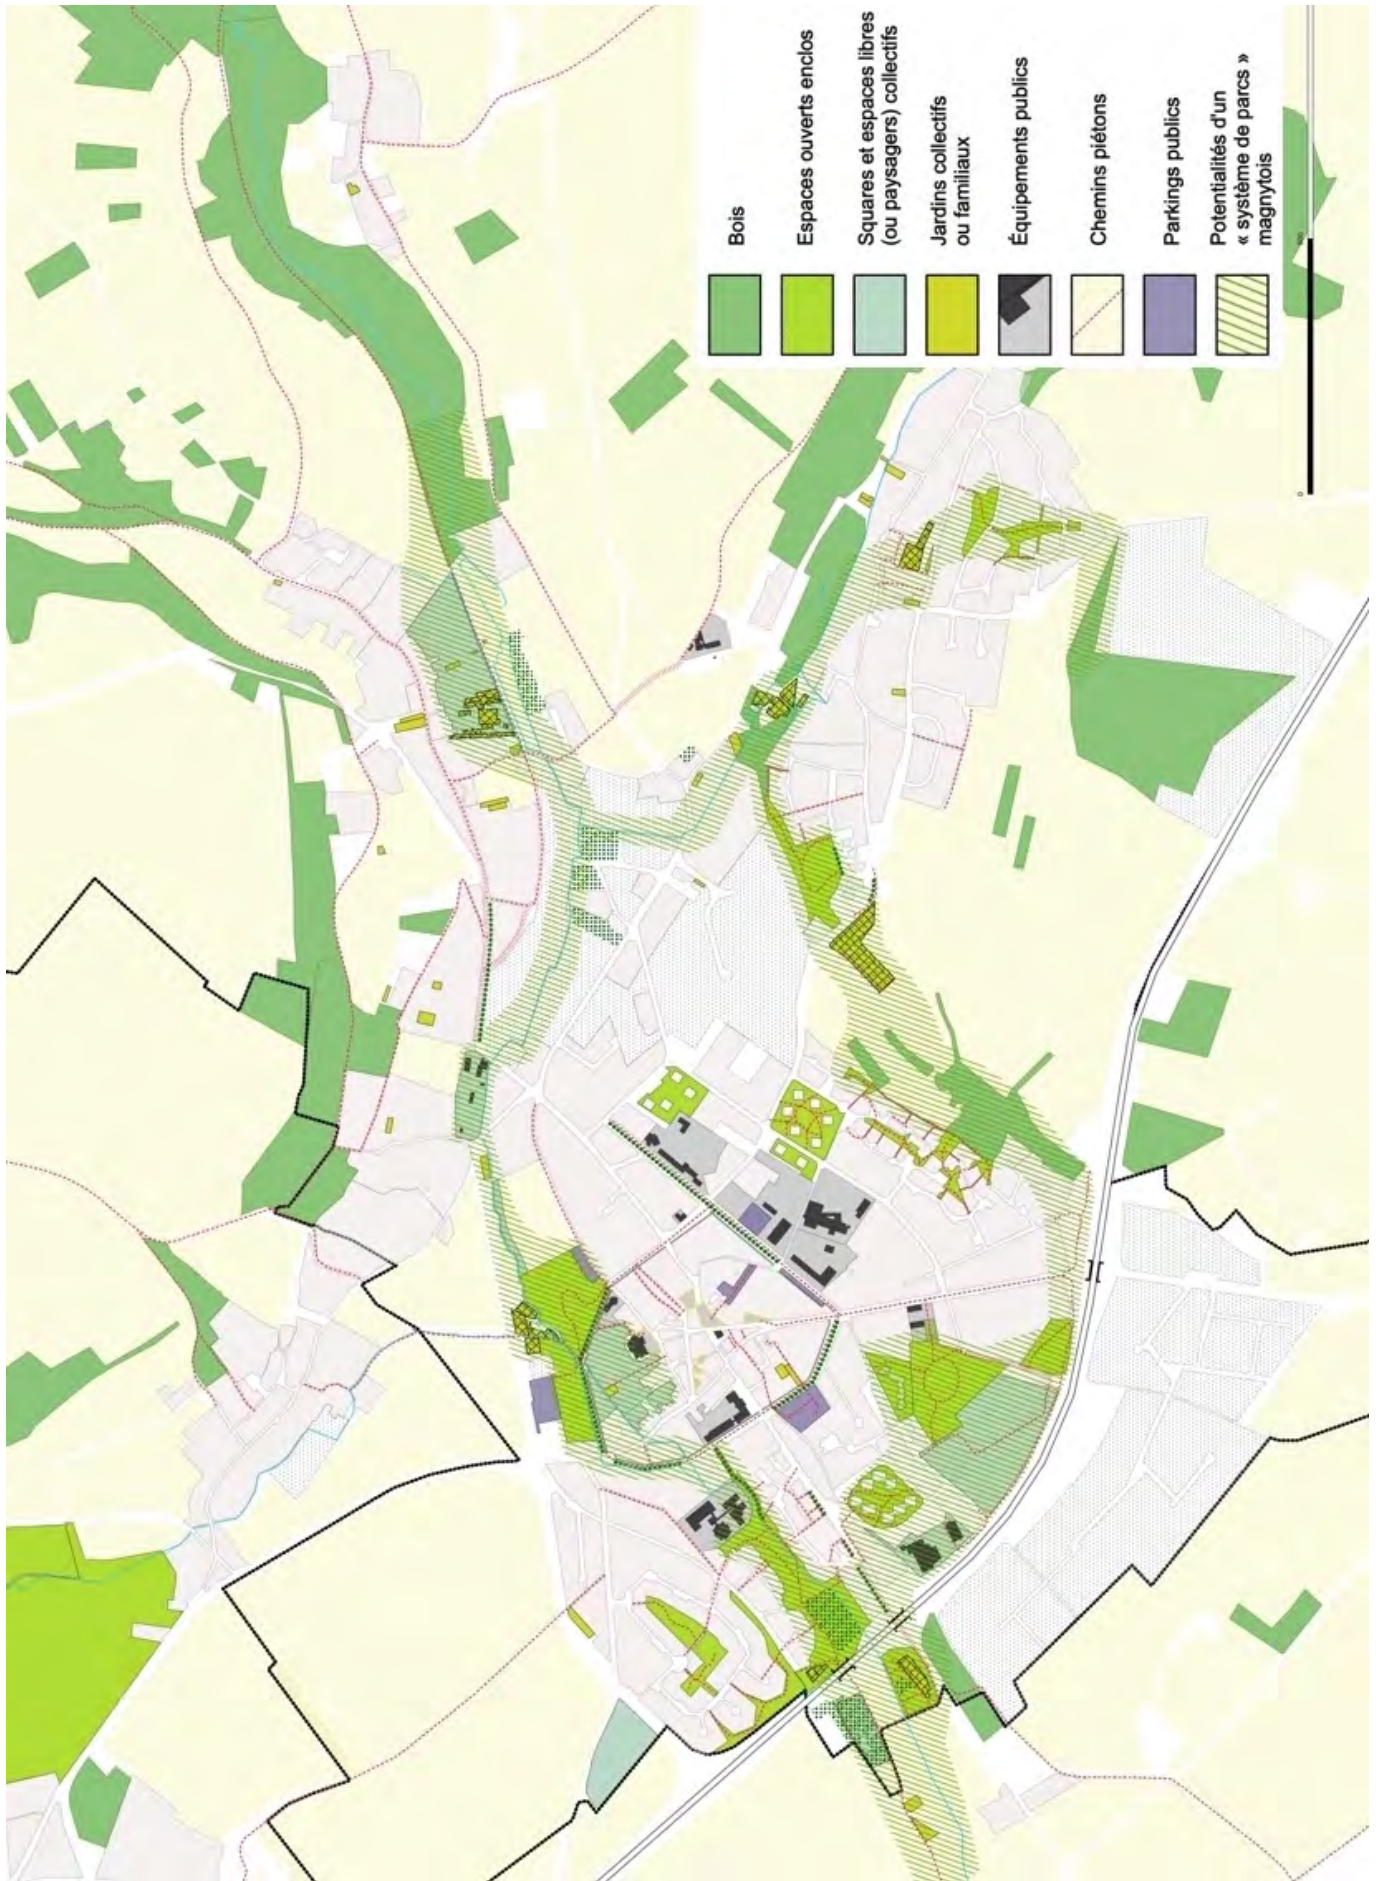 Bois
Espaces ouverts enclos
Squares et espaces libres
(ou paysagers) collectifs
Jardins collectifs
ou familiaux
Équipements publics
Chemins piétons
Parkings publics
Potentialités d'un
« système de parcs »
magnytois
0